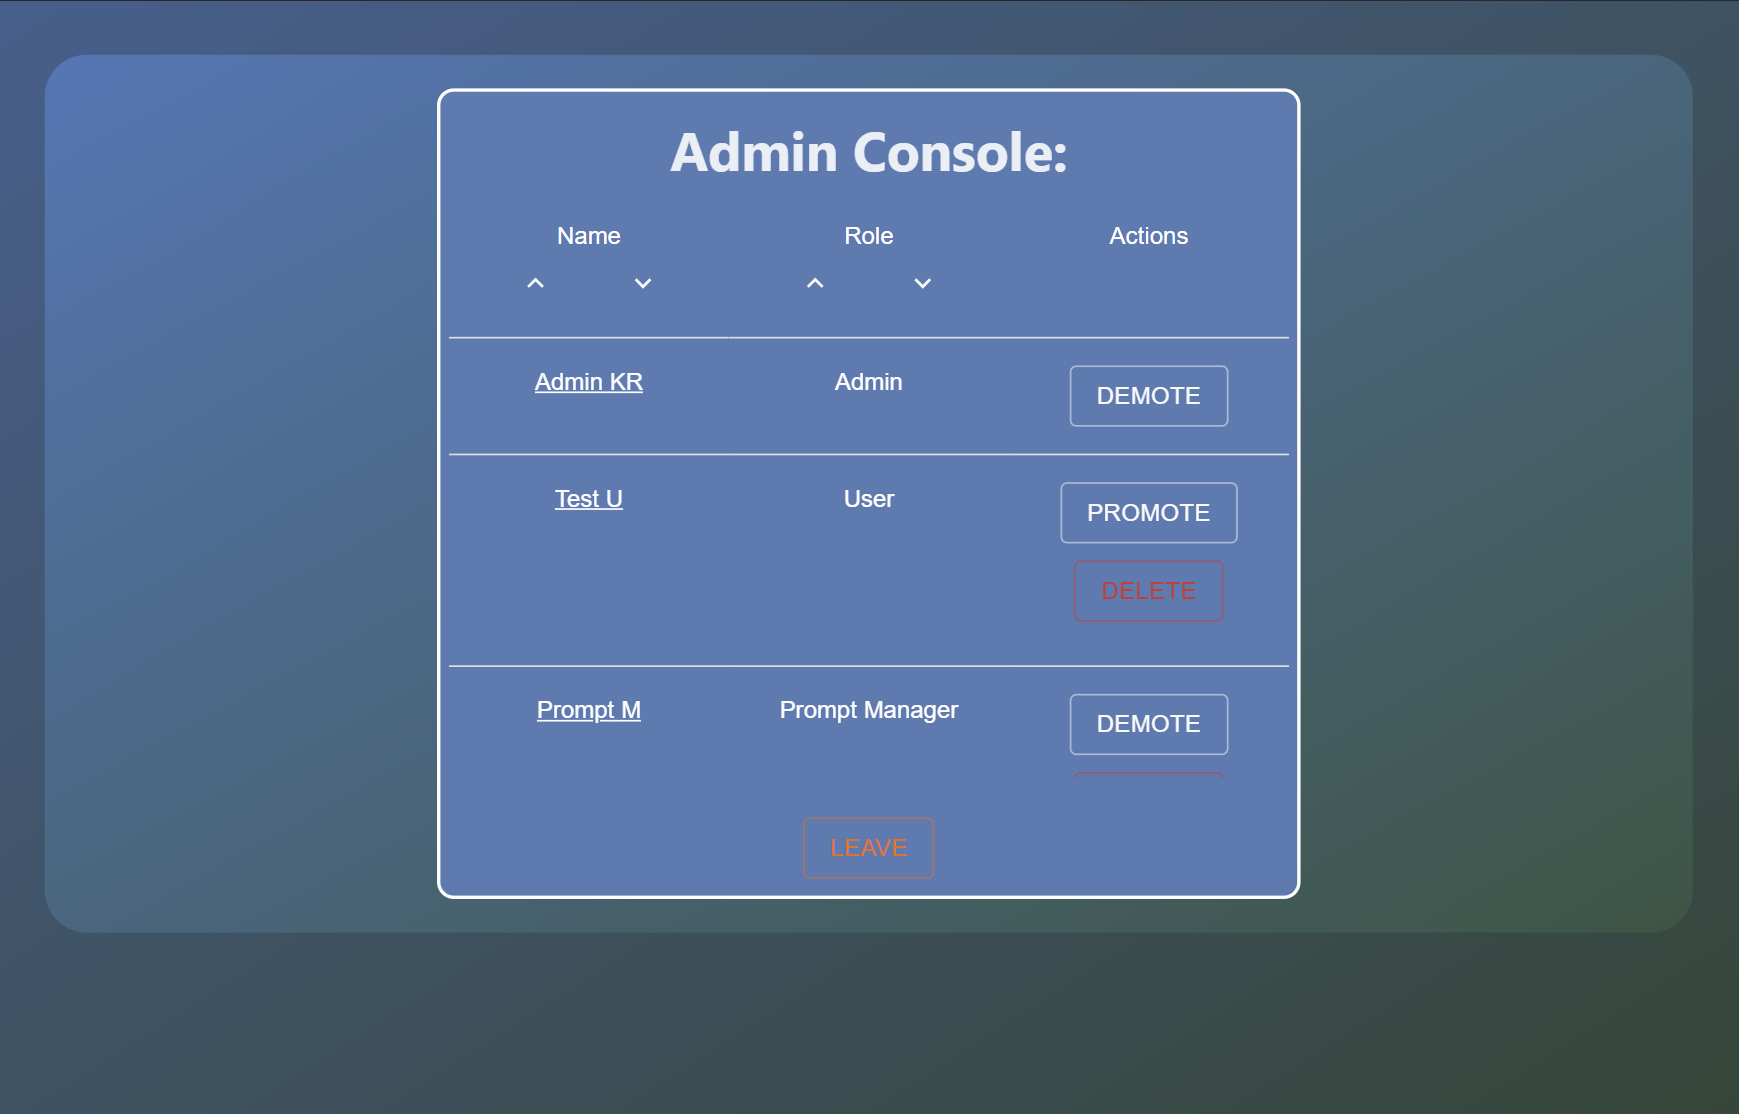 Admin Console:
Name Role Actions
Admin KR Admin DEMOTE
Test U User PROMOTE
DELETE
Prompt M Prompt Manager DEMOTE
LEAVE